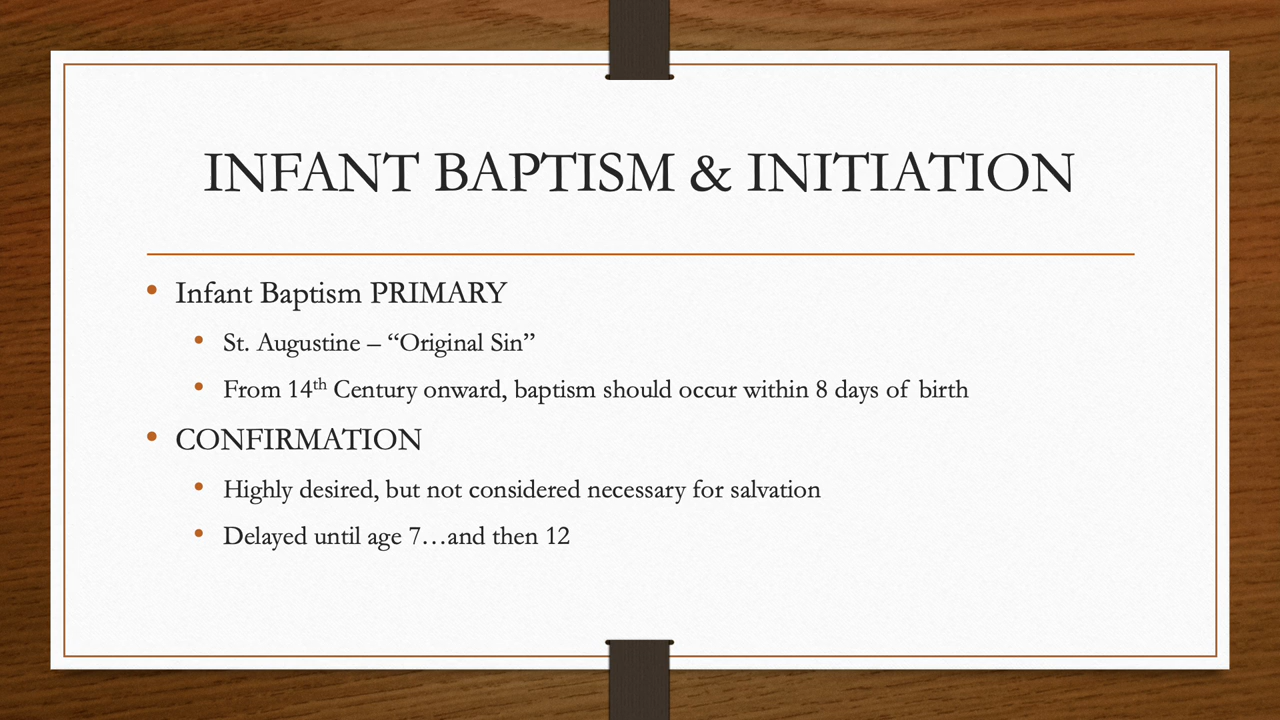 INFANT BAPTISM & INITIATION
• Infant Baptism PRIMARY
• St. Augustine – “Original Sin”
• From 14th Century onward, baptism should occur within 8 days of birth
• CONFIRMATION
• Highly desired, but not considered necessary for salvation
• Delayed until age 7…and then 12